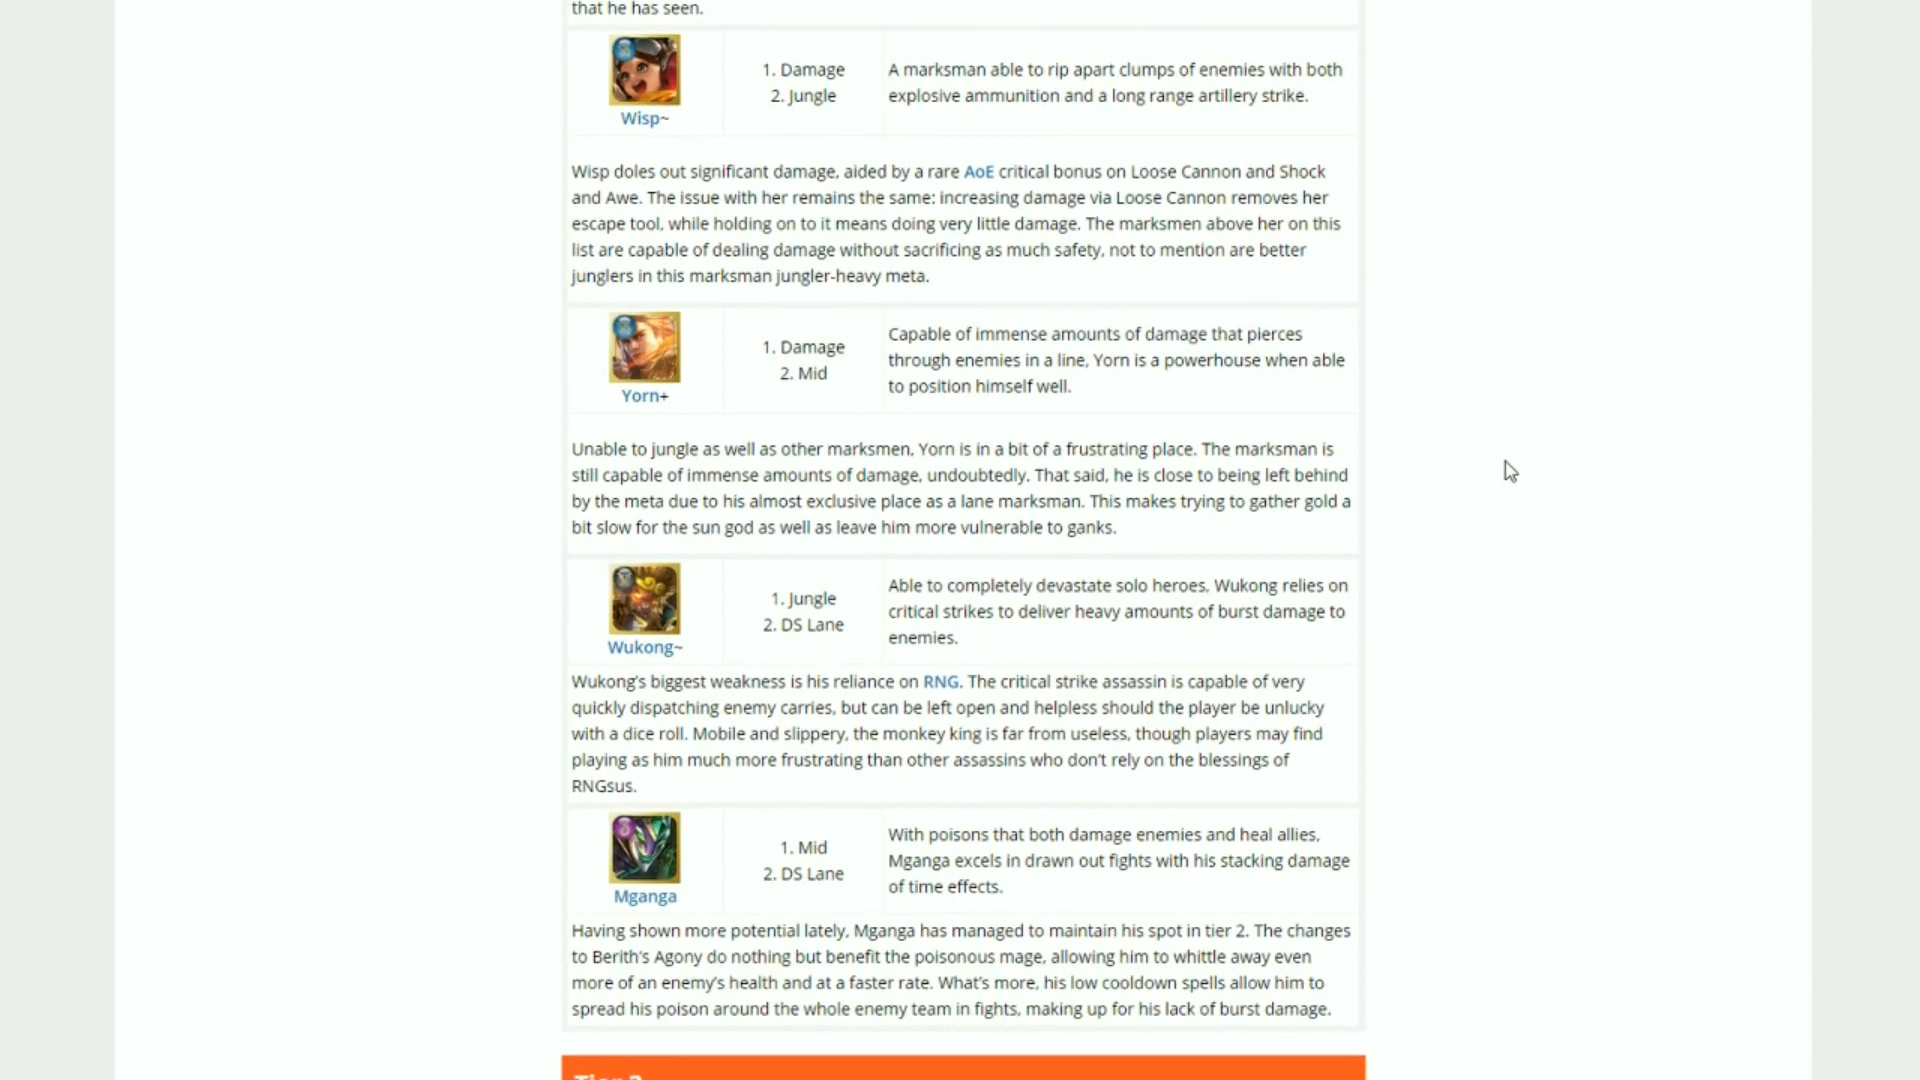 that he has seen.
Wisp~
1. Damage
2. Jungle
A marksman able to rip apart clumps of enemies with both
explosive ammunition and a long range artillery strike.
Wisp doles out significant damage, aided by a rare AoE critical bonus on Loose Cannon and Shock
and Awe. The issue with her remains the same: increasing damage via Loose Cannon removes her
escape tool, while holding on to it means doing very little damage. The marksmen above her on this
list are capable of dealing damage without sacrificing as much safety, not to mention are better
junglers in this marksman jungler-heavy meta.
Yorn+
1. Damage
2. Mid
Capable of immense amounts of damage that pierces
through enemies in a line, Yorn is a powerhouse when able
to position himself well.
Unable to jungle as well as other marksmen, Yorn is in a bit of a frustrating place. The marksman is
still capable of immense amounts of damage, undoubtedly. That said, he is close to being left behind
by the meta due to his almost exclusive place as a lane marksman. This makes trying to gather gold a
bit slow for the sun god as well as leave him more vulnerable to ganks.
Wukong~
1. Jungle
2. DS Lane
Able to completely devastate solo heroes, Wukong relies on
critical strikes to deliver heavy amounts of burst damage to
enemies.
Wukong's biggest weakness is his reliance on RNG. The critical strike assassin is capable of very
quickly dispatching enemy carries, but can be left open and helpless should the player be unlucky
with a dice roll. Mobile and slippery, the monkey king is far from useless, though players may find
playing as him much more frustrating than other assassins who don't rely on the blessings of
RNGsus.
Mganga
1. Mid
2. DS Lane
With poisons that both damage enemies and heal allies,
Mganga excels in drawn out fights with his stacking damage
of time effects.
Having shown more potential lately, Mganga has managed to maintain his spot in tier 2. The changes
to Berith's Agony do nothing but benefit the poisonous mage, allowing him to whittle away even
more of an enemy's health and at a faster rate. What's more, his low cooldown spells allow him to
spread his poison around the whole enemy team in fights, making up for his lack of burst damage.
Tier